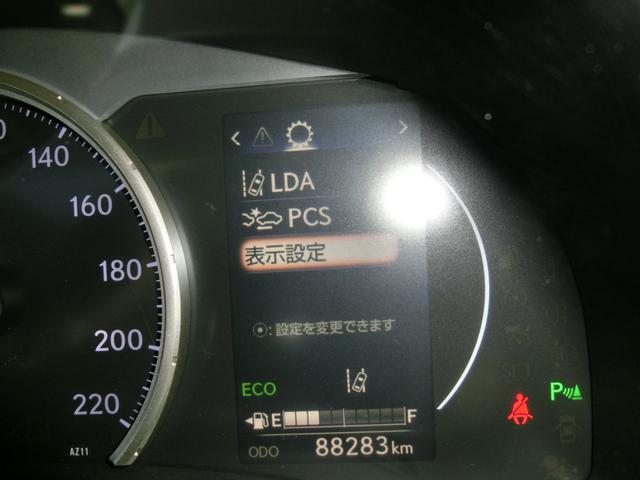 140
160
180
200
220
AZ11
LDA
PCS
表示設定
⦿:設定を変更できます
ECO
E F
ODO 88283km
SET
P